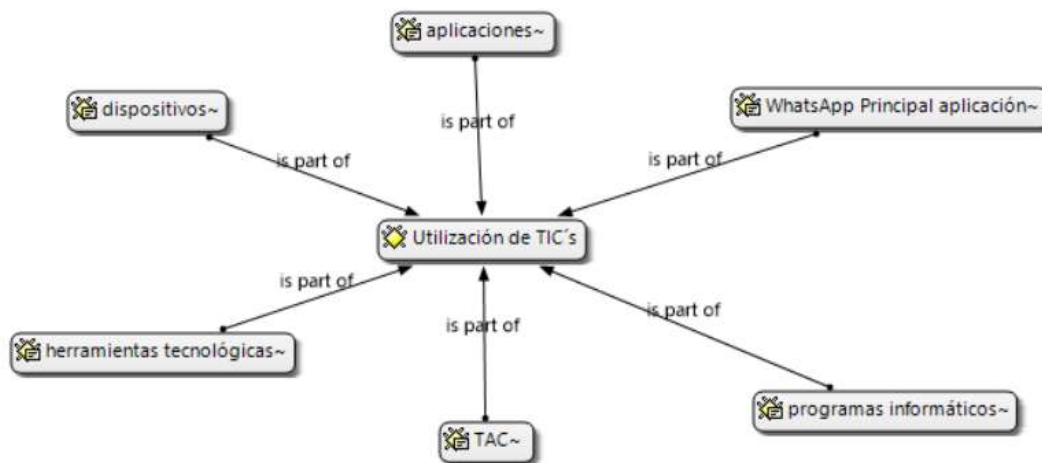 aplicaciones~
dispositivos~
WhatsApp Principal aplicación~
is part of
is part of
is part of
Utilización de TIC´s
is part of
is part of
is part of
herramientas tecnológicas~
programas informáticos~
TAC~